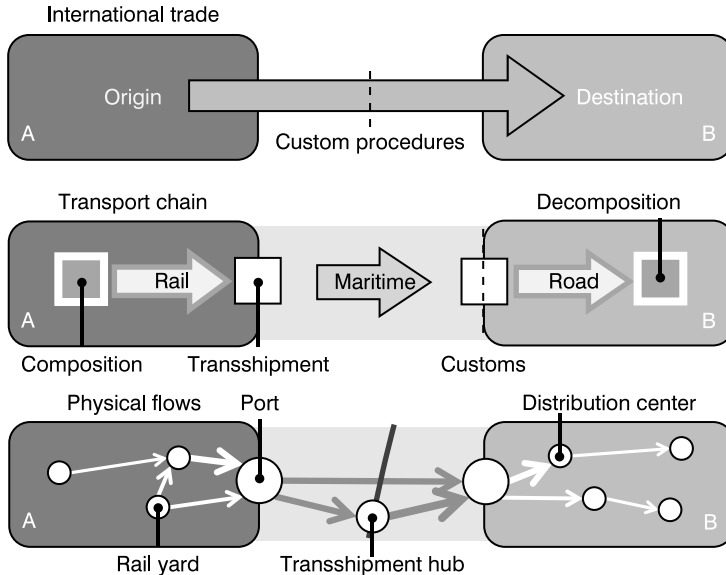 International trade
Origin
Destination
A
B
Custom procedures
Transport chain
Decomposition
Rail
Maritime
Road
A
B
Composition
Transshipment
Customs
Physical flows
Port
Distribution center
A
B
Rail yard
Transshipment hub